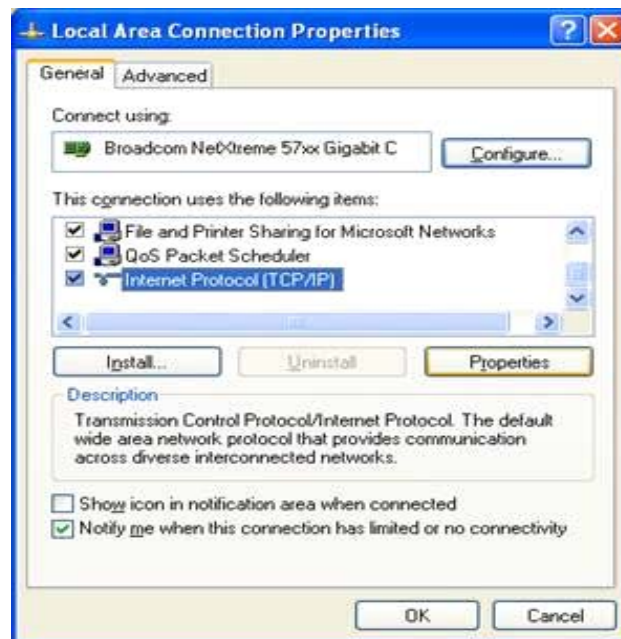 Local Area Connection Properties
General Advanced
Connect using:
Broadcom NetXtreme 57xx Gigabit C
Configure...
This connection uses the following items:
File and Printer Sharing for Microsoft Networks
QoS Packet Scheduler
Internet Protocol (TCP/IP)
Install... Uninstall Properties
Description
Transmission Control Protocol/Internet Protocol. The default
wide area network protocol that provides communication
across diverse interconnected networks.
Show icon in notification area when connected
Notify me when this connection has limited or no connectivity
OK Cancel